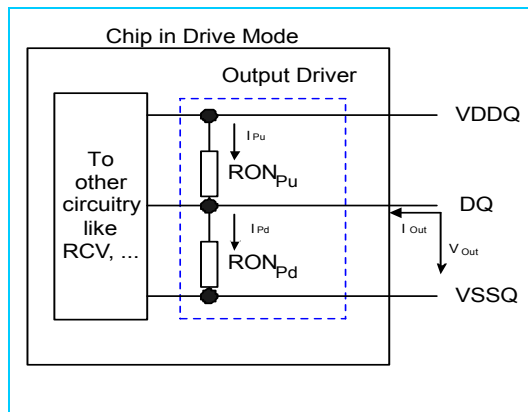 Chip in Drive Mode
Output Driver
VDDQ
I Pu
To
other
circuitry
like
RCV, ...
RON Pu
DQ
I Out
I Pd
V Out
RON Pd
VSSQ